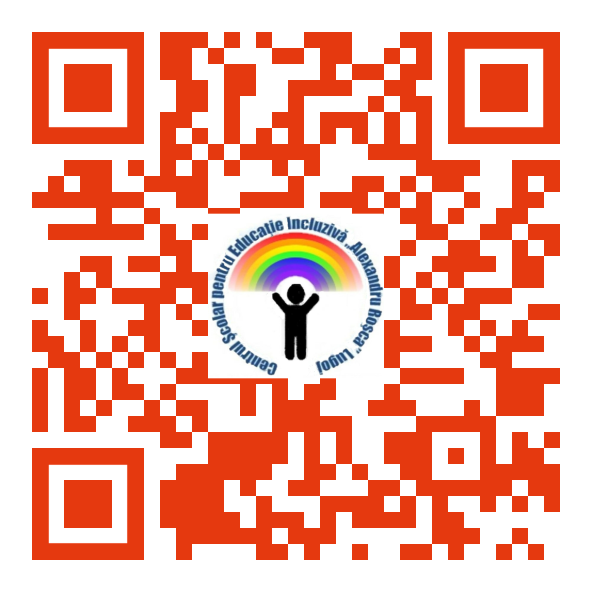 Centrul Școlar pentru Educație Incluzivă „Alexandru Roșca" Lugoj